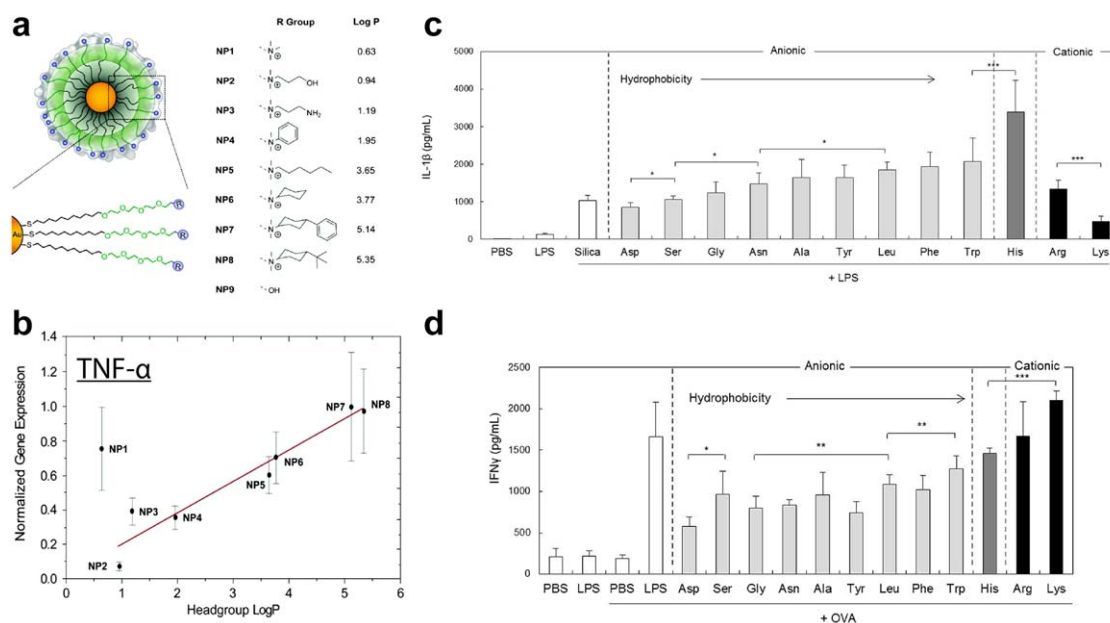 a
R Group Log P
NP1 N ⊕ 0.63
NP2 N ⊕ OH 0.94
NP3 N ⊕ NH₂ 1.19
NP4 N ⊕ 1.95
NP5 N ⊕ 3.65
NP6 N ⊕ 3.77
NP7 N ⊕ 5.14
NP8 N ⊕ 5.35
NP9 OH
Au
S O O O O R
S O O O O R
S O O O O R
b
TNF-α
Normalized Gene Expression
1.4
1.2
1.0
0.8
0.6
0.4
0.2
0.0
NP1
NP2
NP3
NP4
NP5
NP6
NP7
NP8
0 1 2 3 4 5 6
Headgroup LogP
c
Anionic Cationic
Hydrophobicity
IL-1β (pg/mL)
5000
4000
3000
2000
1000
0
* * * *** ***
PBS LPS Silica Asp Ser Gly Asn Ala Tyr Leu Phe Trp His Arg Lys
+ LPS
d
Anionic Cationic
Hydrophobicity
IFNγ (pg/mL)
2500
2000
1500
1000
500
0
* ** ** ***
PBS LPS PBS LPS Asp Ser Gly Asn Ala Tyr Leu Phe Trp His Arg Lys
+ OVA